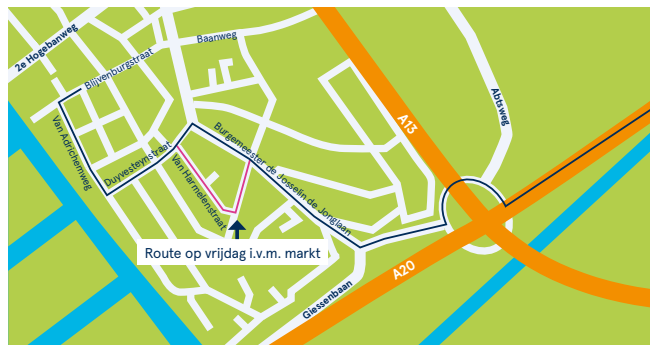 2e Hogebanweg
Baanweg
Blijvenburgstraat
Abtsweg
A13
Van Adrichemweg
Duyvesteynstraat
Burgemeester de Josselin de Jonglaan
Van Harmelenstraat
Route op vrijdag i.v.m. markt
A20
Giessenbaan